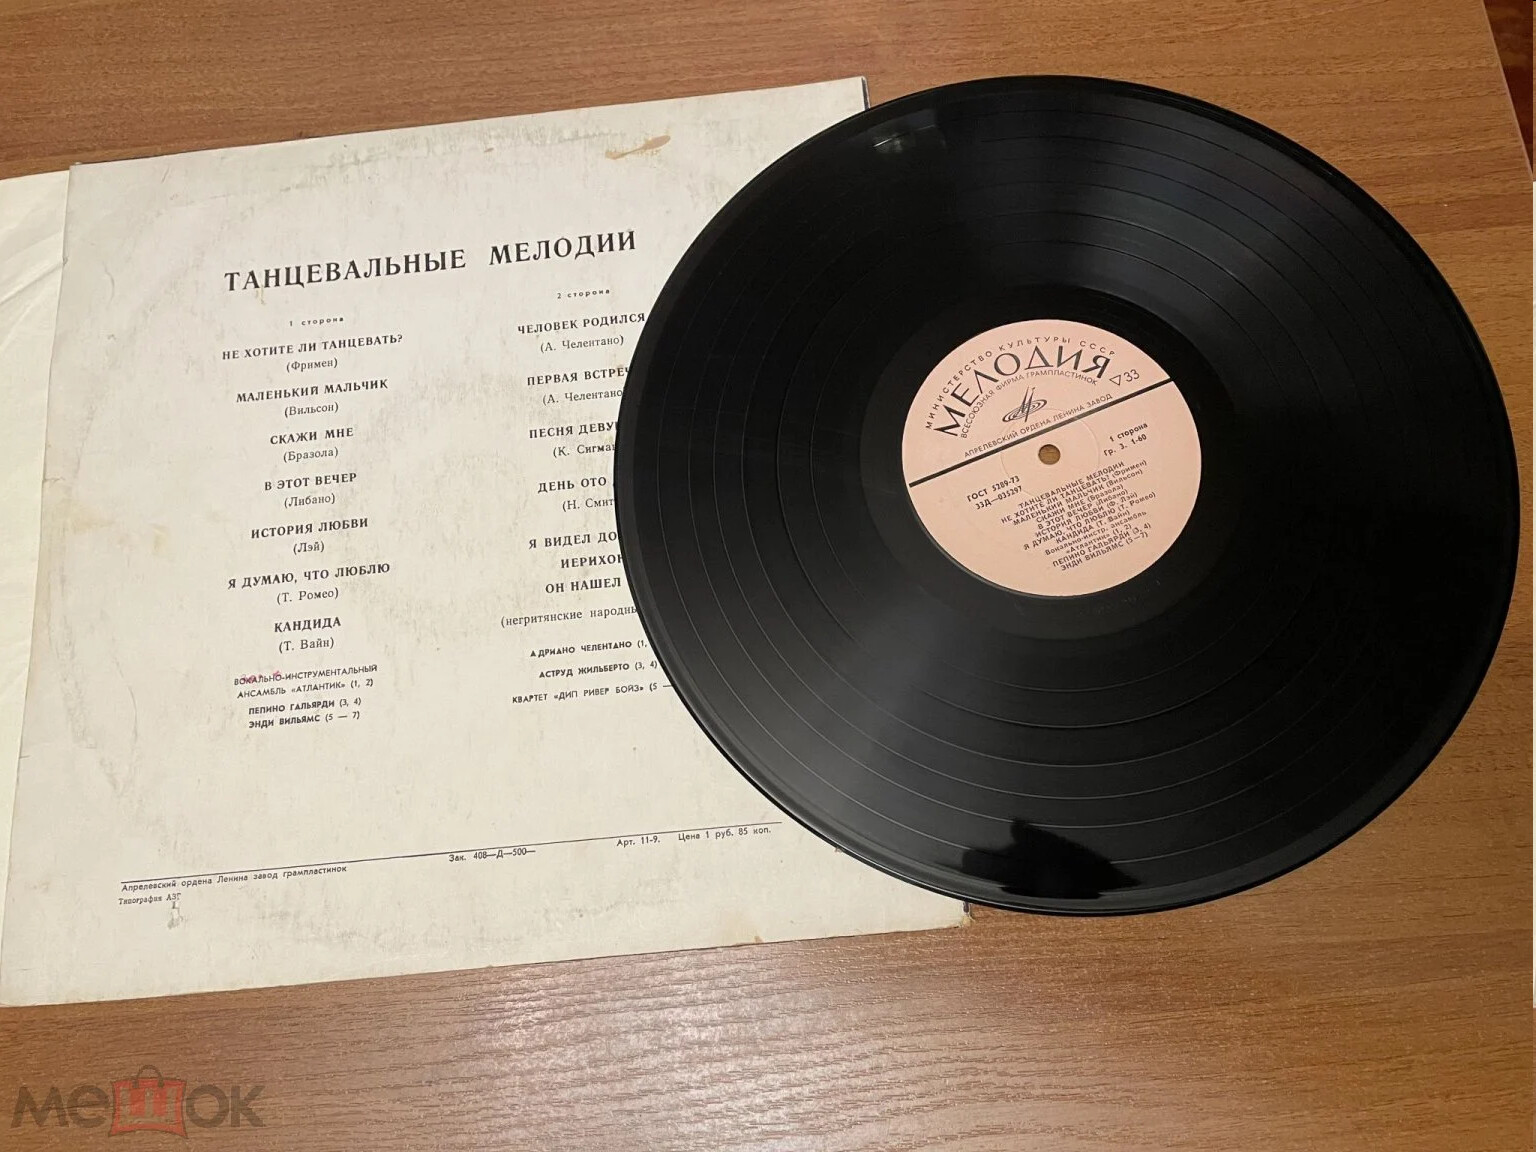 ТАНЦЕВАЛЬНЫЕ МЕЛОДИИ
1 сторона
НЕ ХОТИТЕ ЛИ ТАНЦЕВАТЬ?
(Фримен)
МАЛЕНЬКИЙ МАЛЬЧИК
(Вильсон)
СКАЖИ МНЕ
(Бразола)
В ЭТОТ ВЕЧЕР
(Либано)
ИСТОРИЯ ЛЮБВИ
(Лэй)
Я ДУМАЮ, ЧТО ЛЮБЛЮ
(Т. Ромео)
КАНДИДА
(Т. Вайн)
ВОКАЛЬНО-ИНСТРУМЕНТАЛЬНЫЙ
АНСАМБЛЬ «АТЛАНТИК» (1, 2)
ПЕПИНО ГАЛЬЯРДИ (3, 4)
ЭНДИ ВИЛЬЯМС (5 — 7)
2 сторона
ЧЕЛОВЕК РОДИЛСЯ
(А. Челентано)
ПЕРВАЯ ВСТРЕЧ
(А. Челентано
ПЕСНЯ ДЕВУ
(К. Сигма
ДЕНЬ ОТО
(Н. Смит
Я ВИДЕЛ ДО
ИЕРИХО
ОН НАШЕЛ
(негритянские народны
АДРИАНО ЧЕЛЕНТАНО (1,
АСТРУД ЖИЛЬБЕРТО (3, 4)
КВАРТЕТ «ДИП РИВЕР БОЙЗ» (5 —
Зак. 408—Д—500—
Арт. 11-9. Цена 1 руб. 85 коп.
Апрелевский ордена Ленина завод грампластинок
Типография АЗГ
МИНИСТЕРСТВО КУЛЬТУРЫ СССР
МЕЛОДИЯ
ВСЕСОЮЗНАЯ ФИРМА ГРАМПЛАСТИНОК
33
АПРЕЛЕВСКИЙ ОРДЕНА ЛЕНИНА ЗАВОД
ГОСТ 5289-73
33Д—035297
1 сторона
Гр. 3. 1-60
ТАНЦЕВАЛЬНЫЕ МЕЛОДИИ
НЕ ХОТИТЕ ЛИ ТАНЦЕВАТЬ? (Фримен)
МАЛЕНЬКИЙ МАЛЬЧИК (Вильсон)
СКАЖИ МНЕ (Бразола)
В ЭТОТ ВЕЧЕР (Либано)
ИСТОРИЯ ЛЮБВИ (Ф. Лэй)
Я ДУМАЮ, ЧТО ЛЮБЛЮ (Т. Ромео)
КАНДИДА (Т. Вайн)
Вокально-инстр. ансамбль
«Атлантик» (1, 2)
ПЕПИНО ГАЛЬЯРДИ (3, 4)
ЭНДИ ВИЛЬЯМС (5—7)
мешок